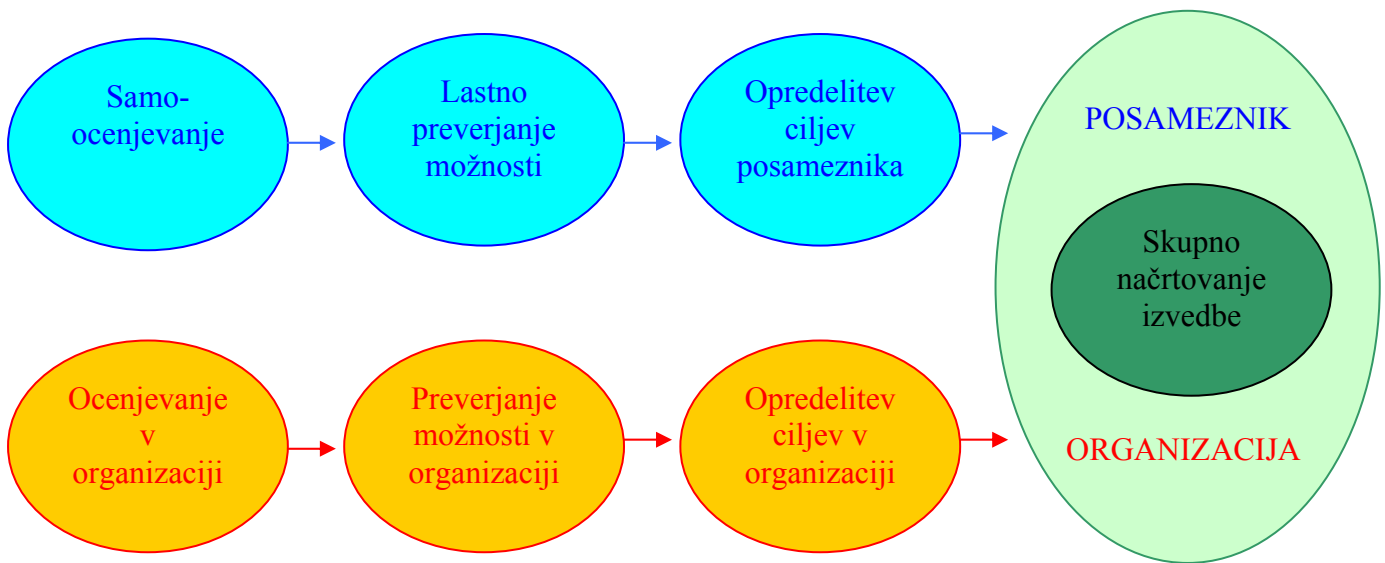 Samo-
ocenjevanje
Lastno
preverjanje
možnosti
Opredelitev
ciljev
posameznika
POSAMEZNIK
Skupno
načrtovanje
izvedbe
Ocenjevanje
v
organizaciji
Preverjanje
možnosti v
organizaciji
Opredelitev
ciljev v
organizaciji
ORGANIZACIJA